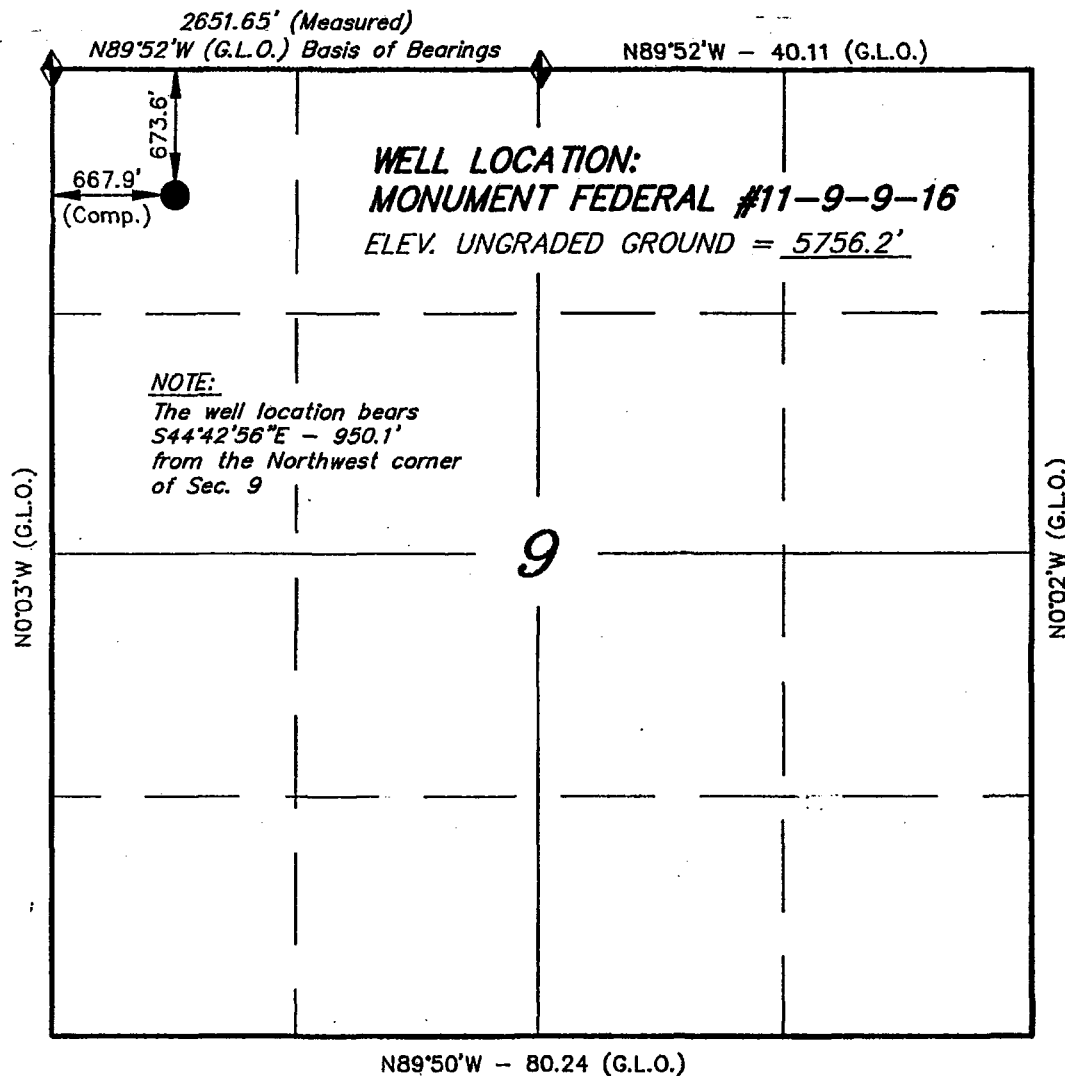 2651.65' (Measured)
N89°52'W (G.L.O.) Basis of Bearings
N89°52'W – 40.11 (G.L.O.)
673.6'
667.9'
(Comp.)
WELL LOCATION:
MONUMENT FEDERAL #11-9-9-16
ELEV. UNGRADED GROUND = 5756.2'
NOTE:
The well location bears
S44°42'56"E – 950.1'
from the Northwest corner
of Sec. 9
N0°03'W (G.L.O.)
9
N0°02'W (G.L.O.)
N89°50'W – 80.24 (G.L.O.)